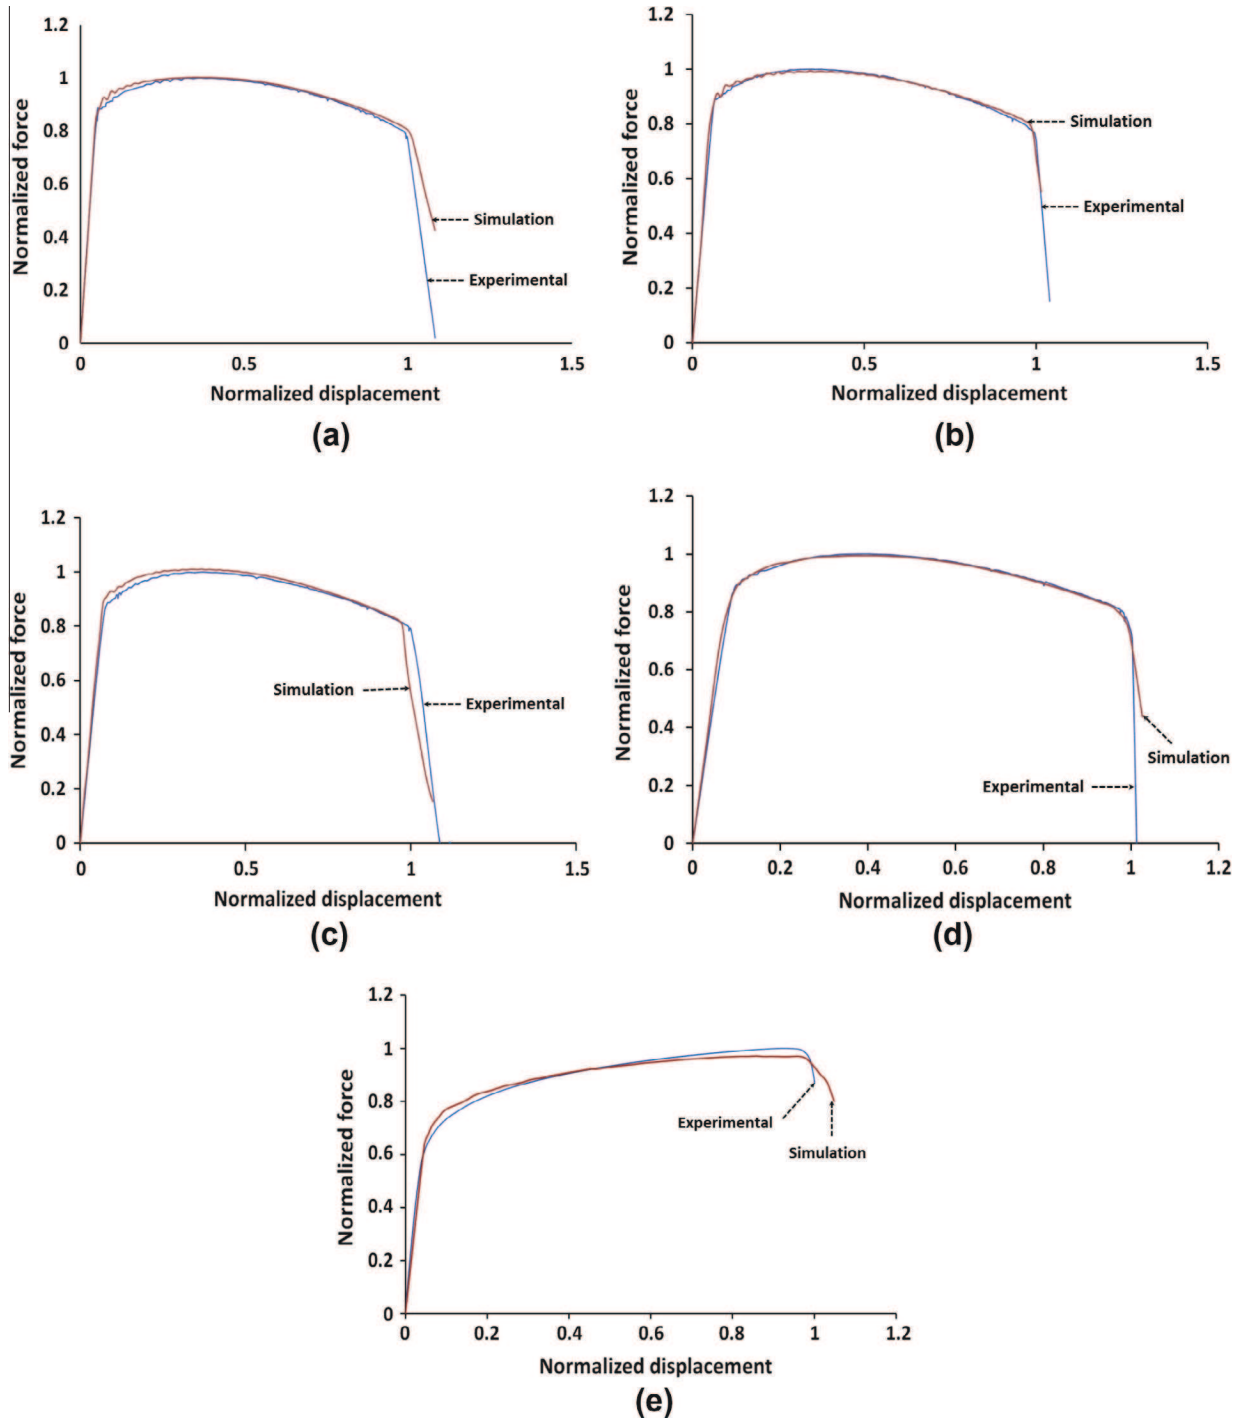 1.2
1
0.8
0.6
0.4
0.2
0
Normalized force
Simulation
Experimental
0 0.5 1 1.5
Normalized displacement
(a)
1.2
1
0.8
0.6
0.4
0.2
0
Normalized force
Simulation
Experimental
0 0.5 1 1.5
Normalized displacement
(b)
1.2
1
0.8
0.6
0.4
0.2
0
Normalized force
Simulation
Experimental
0 0.5 1 1.5
Normalized displacement
(c)
1.2
1
0.8
0.6
0.4
0.2
0
Normalized force
Simulation
Experimental
0 0.2 0.4 0.6 0.8 1 1.2
Normalized displacement
(d)
1.2
1
0.8
0.6
0.4
0.2
0
Normalized force
Experimental
Simulation
0 0.2 0.4 0.6 0.8 1 1.2
Normalized displacement
(e)